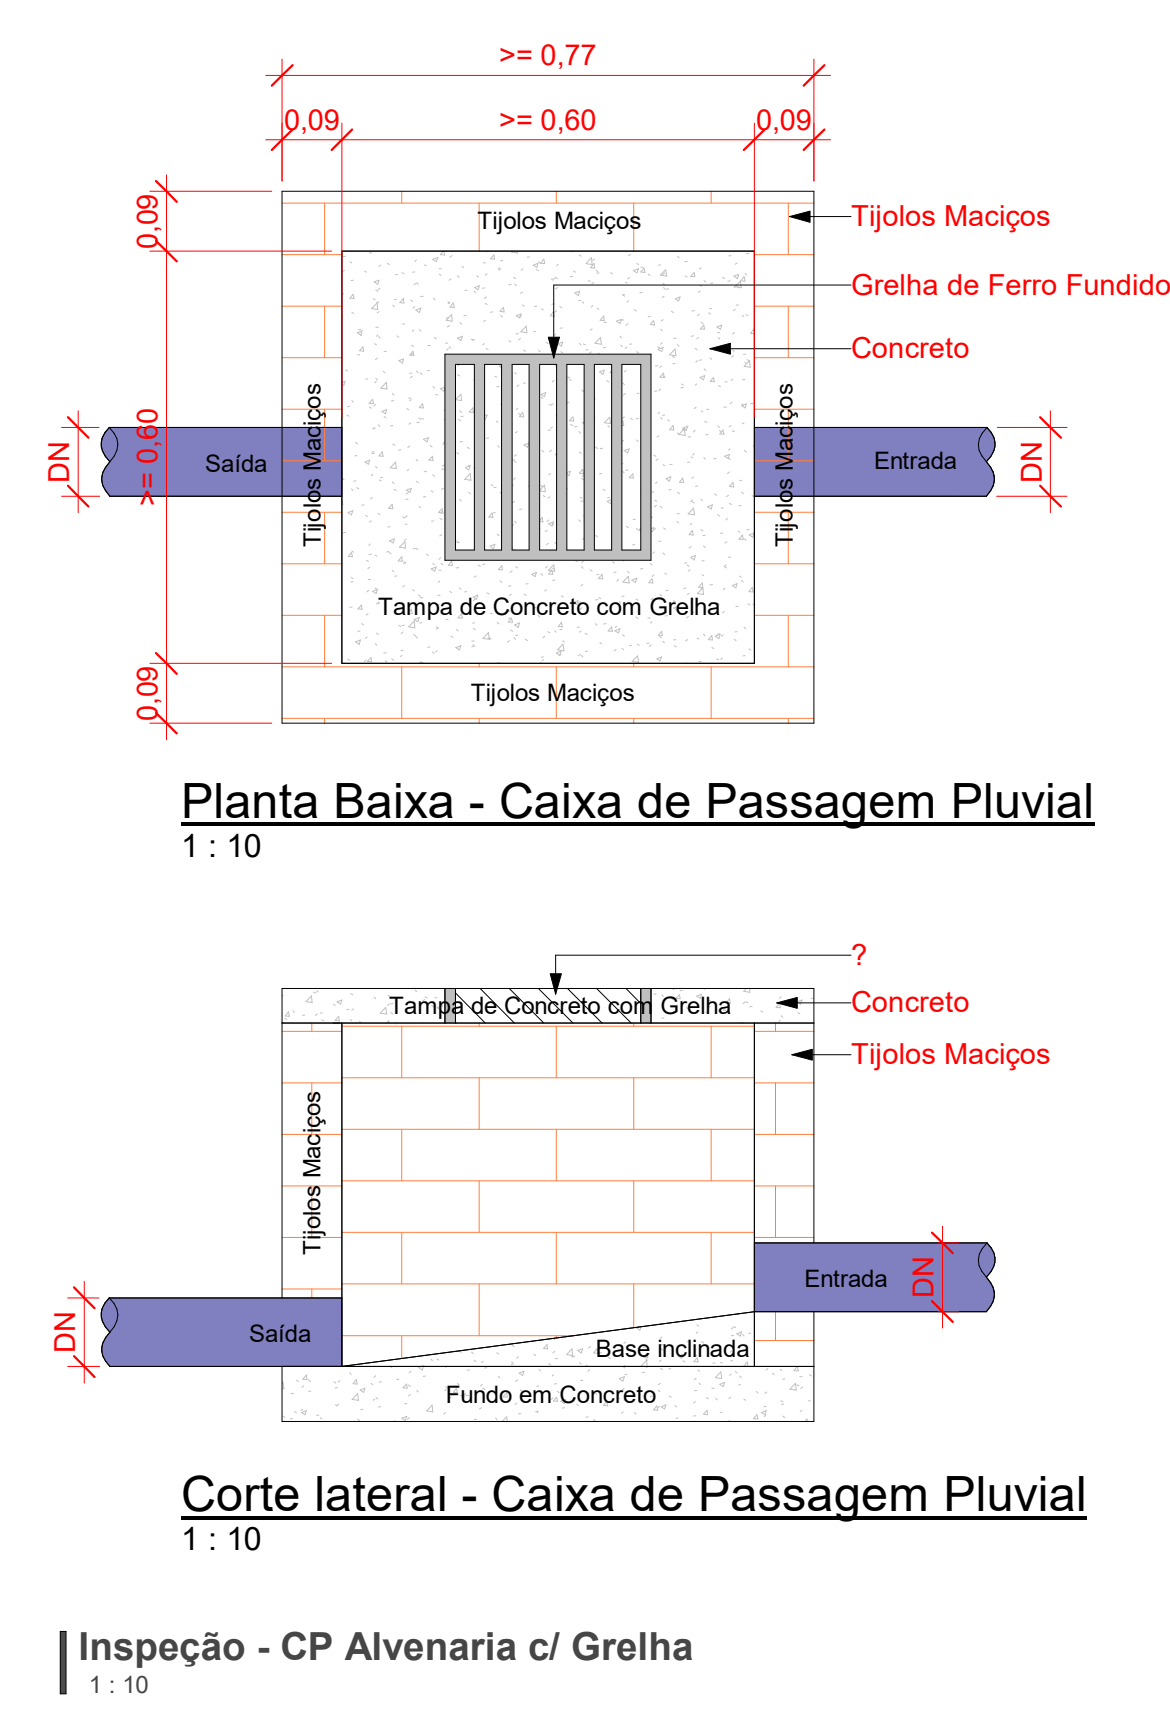 >= 0,77
0,09
>= 0,60
0,09
0,09
Tijolos Maciços
Tijolos Maciços
Grelha de Ferro Fundido
Concreto
Tijolos Maciços
Tijolos Maciços
>= 0,60
DN
Saída
Entrada
DN
Tampa de Concreto com Grelha
0,09
Tijolos Maciços
Planta Baixa - Caixa de Passagem Pluvial
1 : 10
?
Tampa de Concreto com Grelha
Concreto
Tijolos Maciços
Tijolos Maciços
Entrada
DN
DN
Saída
Base inclinada
Fundo em Concreto
Corte lateral - Caixa de Passagem Pluvial
1 : 10
Inspeção - CP Alvenaria c/ Grelha
1 : 10